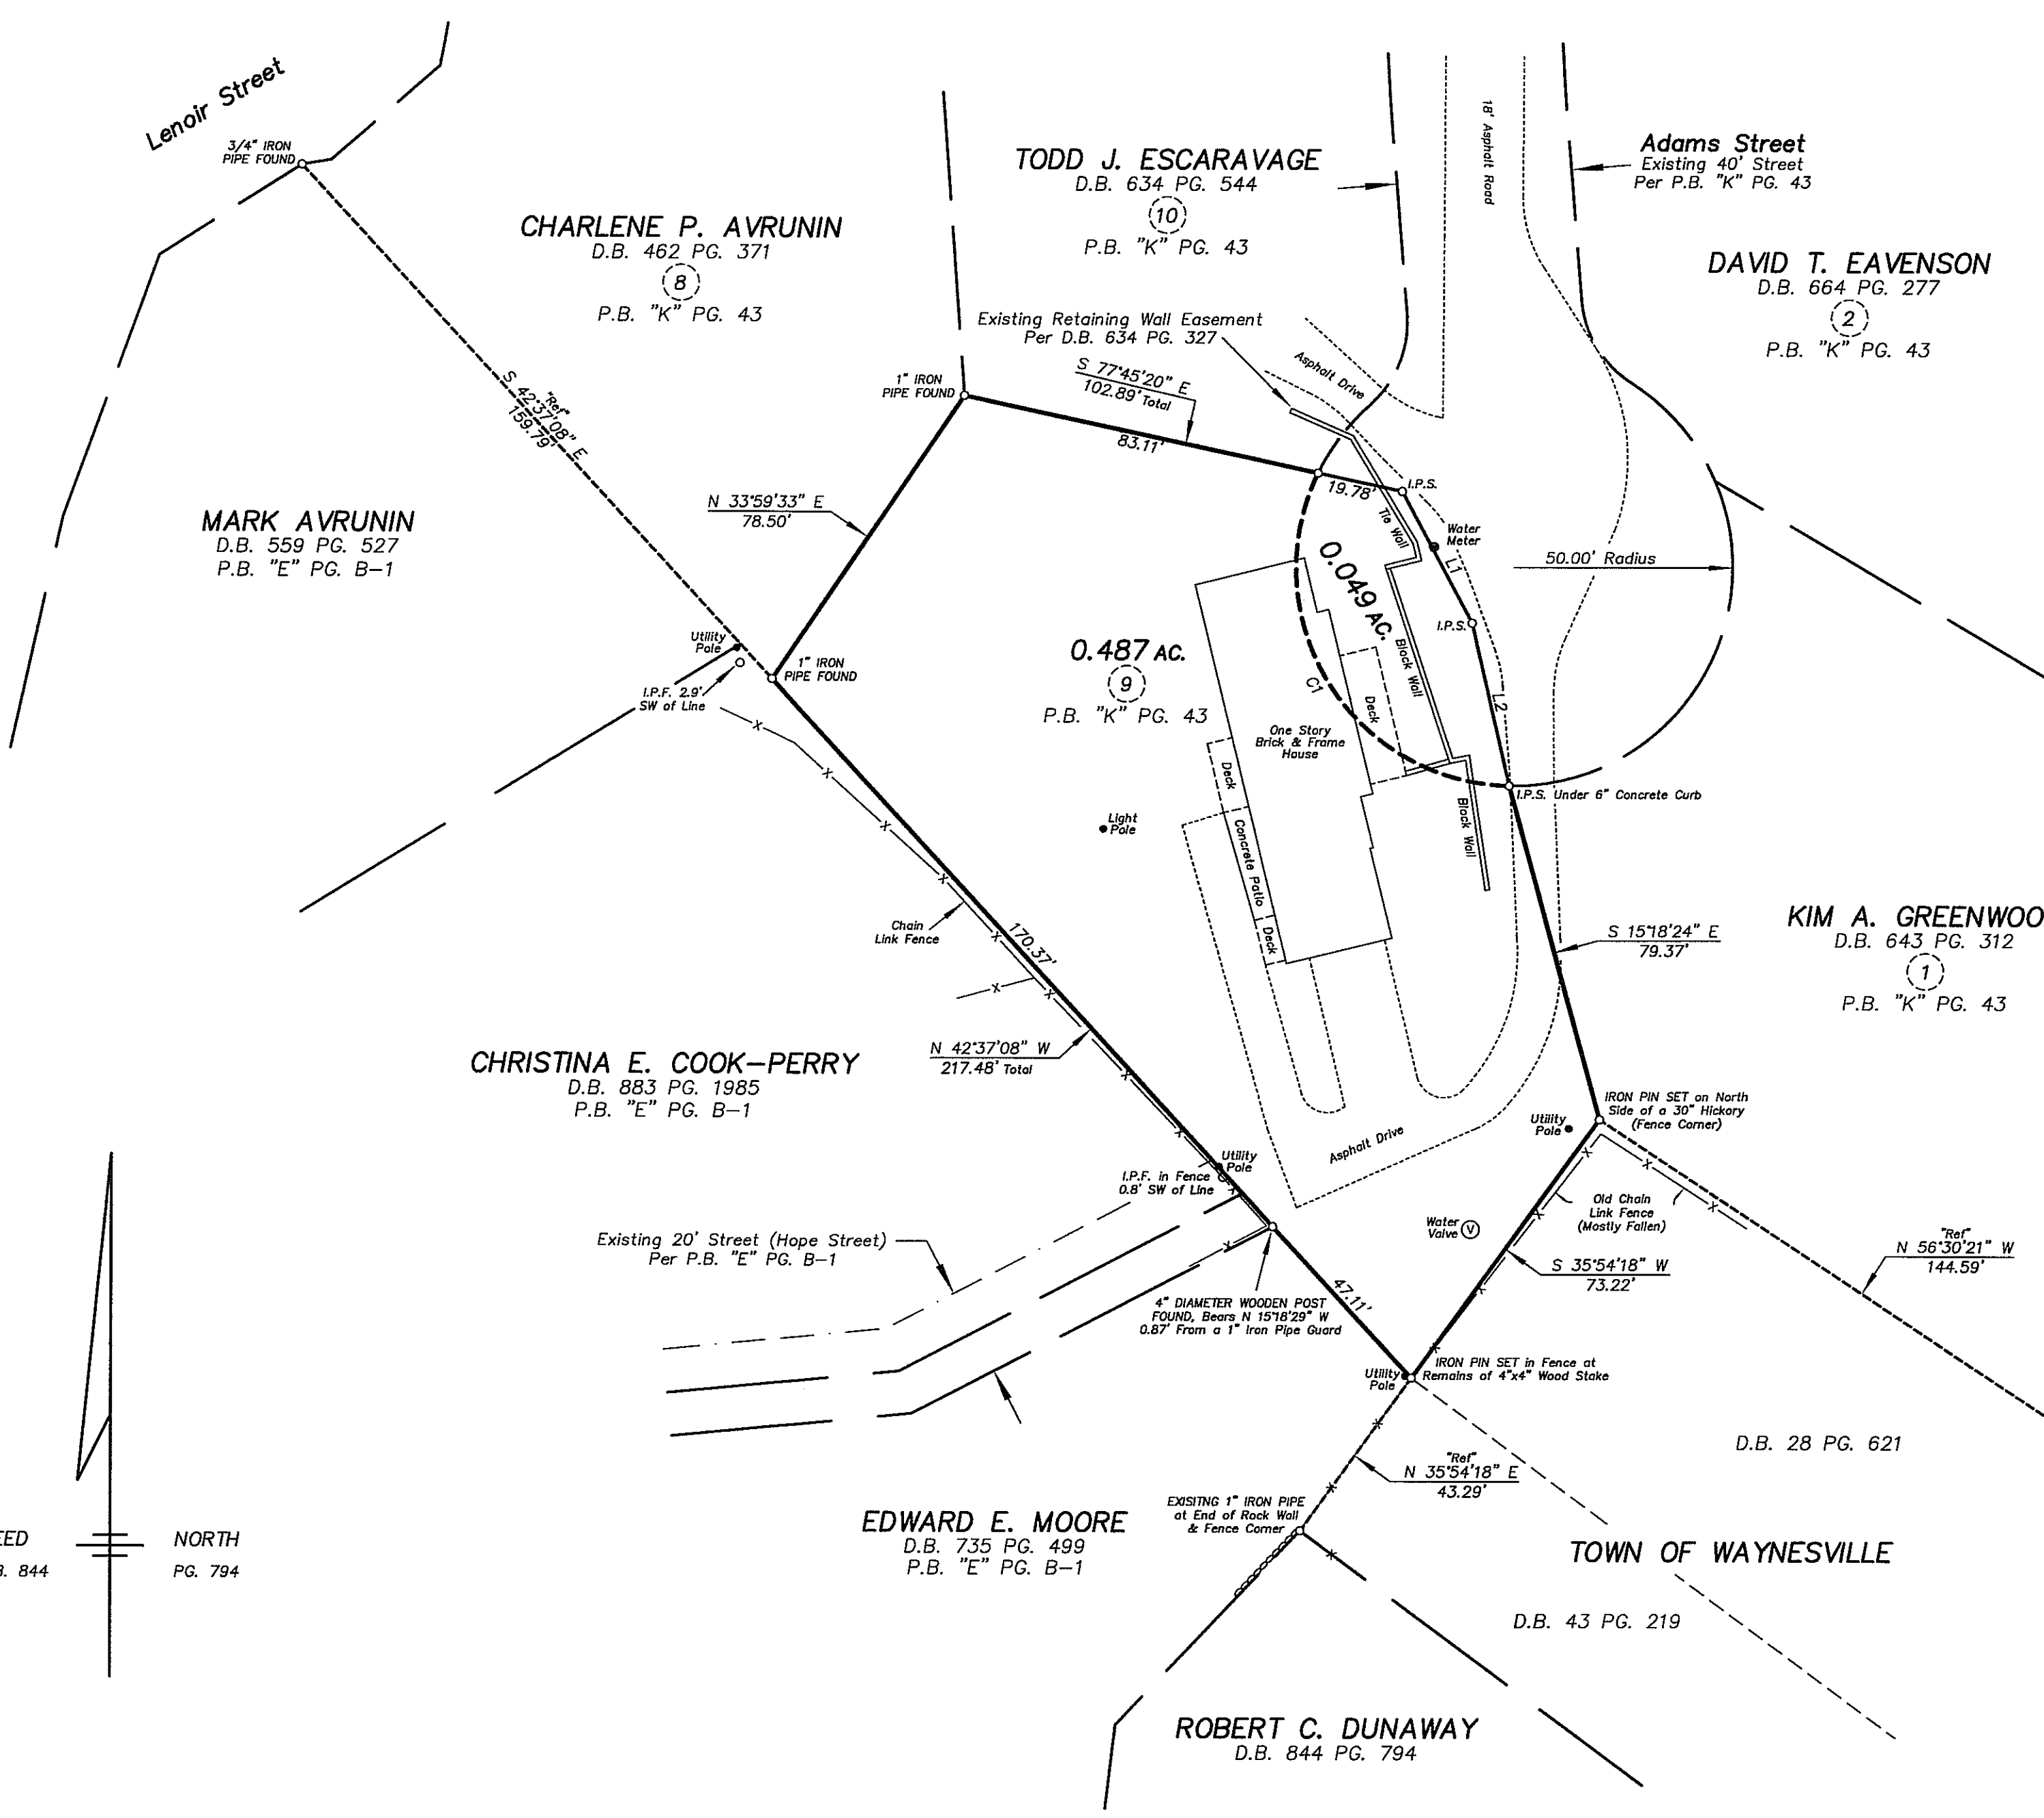 Lenoir Street
3/4" IRON
PIPE FOUND
CHARLENE P. AVRUNIN
D.B. 462 PG. 371
8
P.B. "K" PG. 43
TODD J. ESCARAVAGE
D.B. 634 PG. 544
10
P.B. "K" PG. 43
18' Asphalt Road
Adams Street
Existing 40' Street
Per P.B. "K" PG. 43
DAVID T. EAVENSON
D.B. 664 PG. 277
2
P.B. "K" PG. 43
Existing Retaining Wall Easement
Per D.B. 634 PG. 327
Asphalt Drive
S 77°45'20" E
102.89' Total
83.11'
19.78'
I.P.S.
1" IRON
PIPE FOUND
"Ref"
S 42°37'08" E
159.79'
N 33°59'33" E
78.50'
MARK AVRUNIN
D.B. 559 PG. 527
P.B. "E" PG. B-1
Tie Wall
Water
Meter
L1
50.00' Radius
0.049 AC.
I.P.S.
Utility
Pole
1" IRON
PIPE FOUND
I.P.F. 2.9'
SW of Line
0.487 AC.
9
P.B. "K" PG. 43
C1
Block Wall
Deck
L2
One Story
Brick & Frame
House
Deck
I.P.S. Under 6" Concrete Curb
Light
Pole
Concrete Patio
Block Wall
Deck
Chain
Link Fence
170.37'
KIM A. GREENWOO
D.B. 643 PG. 312
1
P.B. "K" PG. 43
S 15°18'24" E
79.37'
CHRISTINA E. COOK-PERRY
D.B. 883 PG. 1985
P.B. "E" PG. B-1
N 42°37'08" W
217.48' Total
IRON PIN SET on North
Side of a 30" Hickory
(Fence Corner)
Utility
Pole
Asphalt Drive
Utility
Pole
I.P.F. in Fence
0.8' SW of Line
Old Chain
Link Fence
(Mostly Fallen)
Water
Valve V
Existing 20' Street (Hope Street)
Per P.B. "E" PG. B-1
"Ref"
N 56°30'21" W
144.59'
S 35°54'18" W
73.22'
47.11'
4" DIAMETER WOODEN POST
FOUND, Bears N 15°18'29" W
0.87' From a 1" Iron Pipe Guard
IRON PIN SET in Fence at
Remains of 4"x4" Wood Stake
Utility
Pole
D.B. 28 PG. 621
"Ref"
N 35°54'18" E
43.29'
EXISITNG 1" IRON PIPE
at End of Rock Wall
& Fence Corner
EDWARD E. MOORE
D.B. 735 PG. 499
P.B. "E" PG. B-1
TOWN OF WAYNESVILLE
D.B. 43 PG. 219
EED NORTH
B. 844 PG. 794
ROBERT C. DUNAWAY
D.B. 844 PG. 794